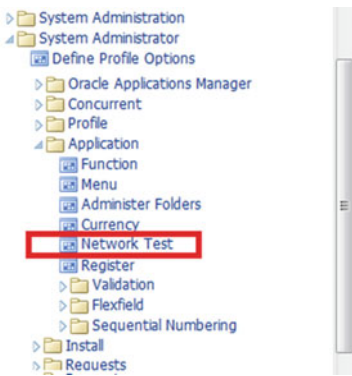 System Administration
System Administrator
Define Profile Options
Oracle Applications Manager
Concurrent
Profile
Application
Function
Menu
Administer Folders
Currency
Network Test
Register
Validation
Flexfield
Sequential Numbering
Install
Requests